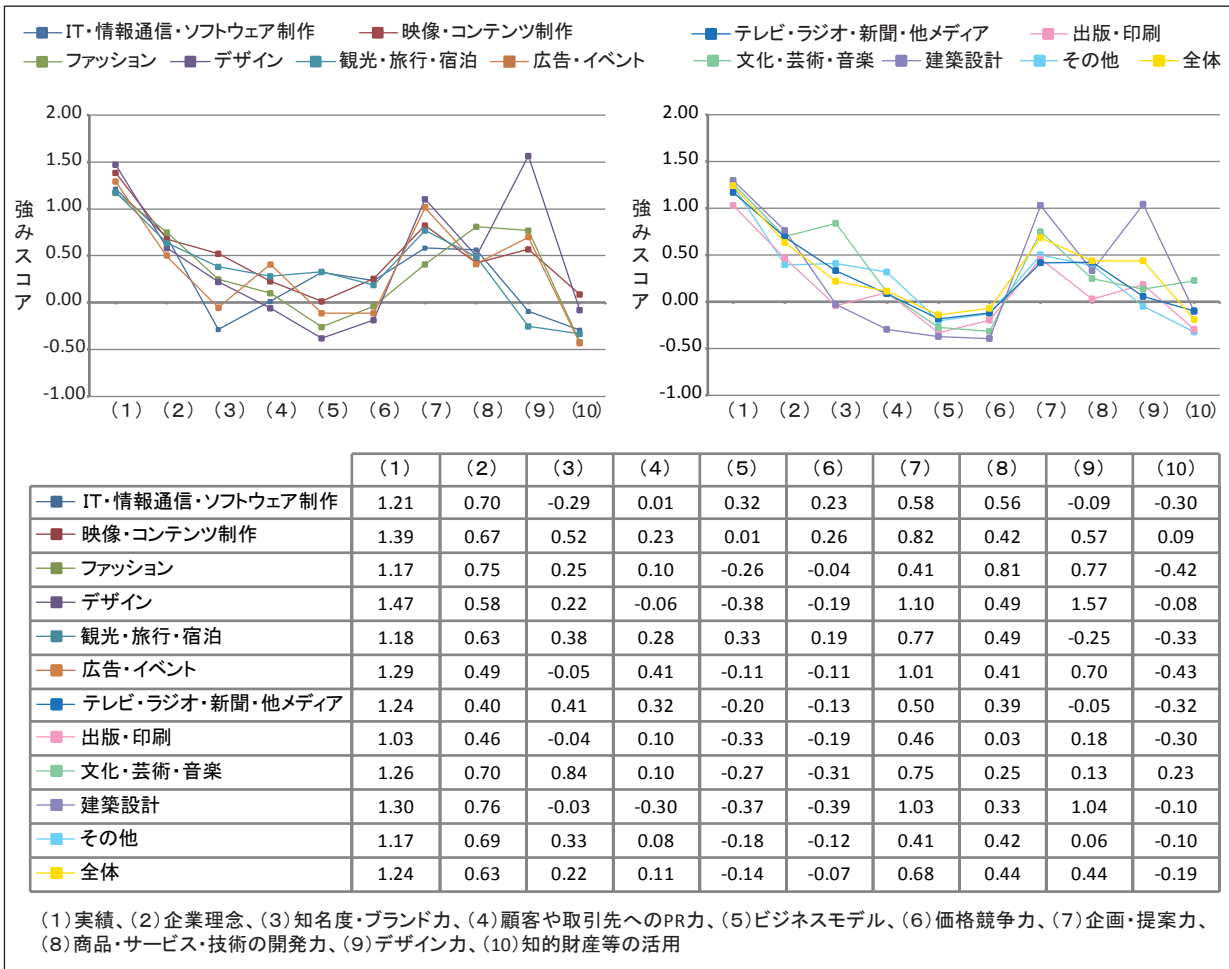 IT・情報通信・ソフトウェア制作 映像・コンテンツ制作
ファッション デザイン 観光・旅行・宿泊 広告・イベント
テレビ・ラジオ・新聞・他メディア 出版・印刷
文化・芸術・音楽 建築設計 その他 全体
強みスコア
2.00
1.50
1.00
0.50
0.00
-0.50
-1.00
(1) (2) (3) (4) (5) (6) (7) (8) (9) (10)
強みスコア
2.00
1.50
1.00
0.50
0.00
-0.50
-1.00
(1) (2) (3) (4) (5) (6) (7) (8) (9) (10)
(1) (2) (3) (4) (5) (6) (7) (8) (9) (10)
IT・情報通信・ソフトウェア制作 1.21 0.70 -0.29 0.01 0.32 0.23 0.58 0.56 -0.09 -0.30
映像・コンテンツ制作 1.39 0.67 0.52 0.23 0.01 0.26 0.82 0.42 0.57 0.09
ファッション 1.17 0.75 0.25 0.10 -0.26 -0.04 0.41 0.81 0.77 -0.42
デザイン 1.47 0.58 0.22 -0.06 -0.38 -0.19 1.10 0.49 1.57 -0.08
観光・旅行・宿泊 1.18 0.63 0.38 0.28 0.33 0.19 0.77 0.49 -0.25 -0.33
広告・イベント 1.29 0.49 -0.05 0.41 -0.11 -0.11 1.01 0.41 0.70 -0.43
テレビ・ラジオ・新聞・他メディア 1.24 0.40 0.41 0.32 -0.20 -0.13 0.50 0.39 -0.05 -0.32
出版・印刷 1.03 0.46 -0.04 0.10 -0.33 -0.19 0.46 0.03 0.18 -0.30
文化・芸術・音楽 1.26 0.70 0.84 0.10 -0.27 -0.31 0.75 0.25 0.13 0.23
建築設計 1.30 0.76 -0.03 -0.30 -0.37 -0.39 1.03 0.33 1.04 -0.10
その他 1.17 0.69 0.33 0.08 -0.18 -0.12 0.41 0.42 0.06 -0.10
全体 1.24 0.63 0.22 0.11 -0.14 -0.07 0.68 0.44 0.44 -0.19
(1)実績、(2)企業理念、(3)知名度・ブランド力、(4)顧客や取引先へのPR力、(5)ビジネスモデル、(6)価格競争力、(7)企画・提案力、
(8)商品・サービス・技術の開発力、(9)デザイン力、(10)知的財産等の活用